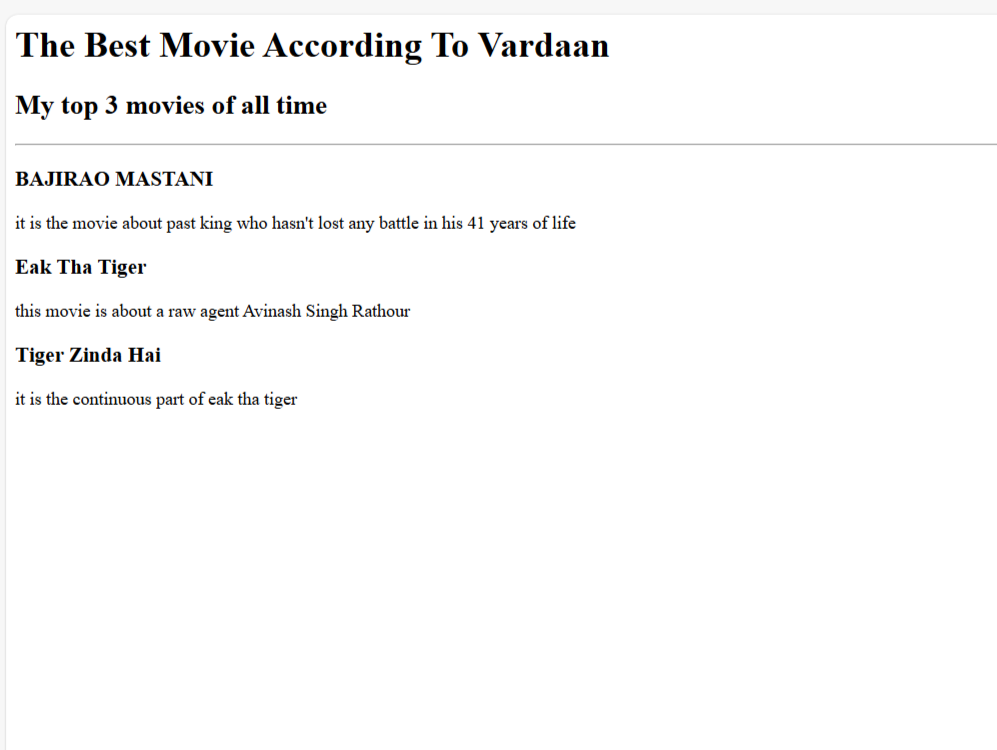 The Best Movie According To Vardaan
My top 3 movies of all time
BAJIRAO MASTANI
it is the movie about past king who hasn't lost any battle in his 41 years of life
Eak Tha Tiger
this movie is about a raw agent Avinash Singh Rathour
Tiger Zinda Hai
it is the continuous part of eak tha tiger